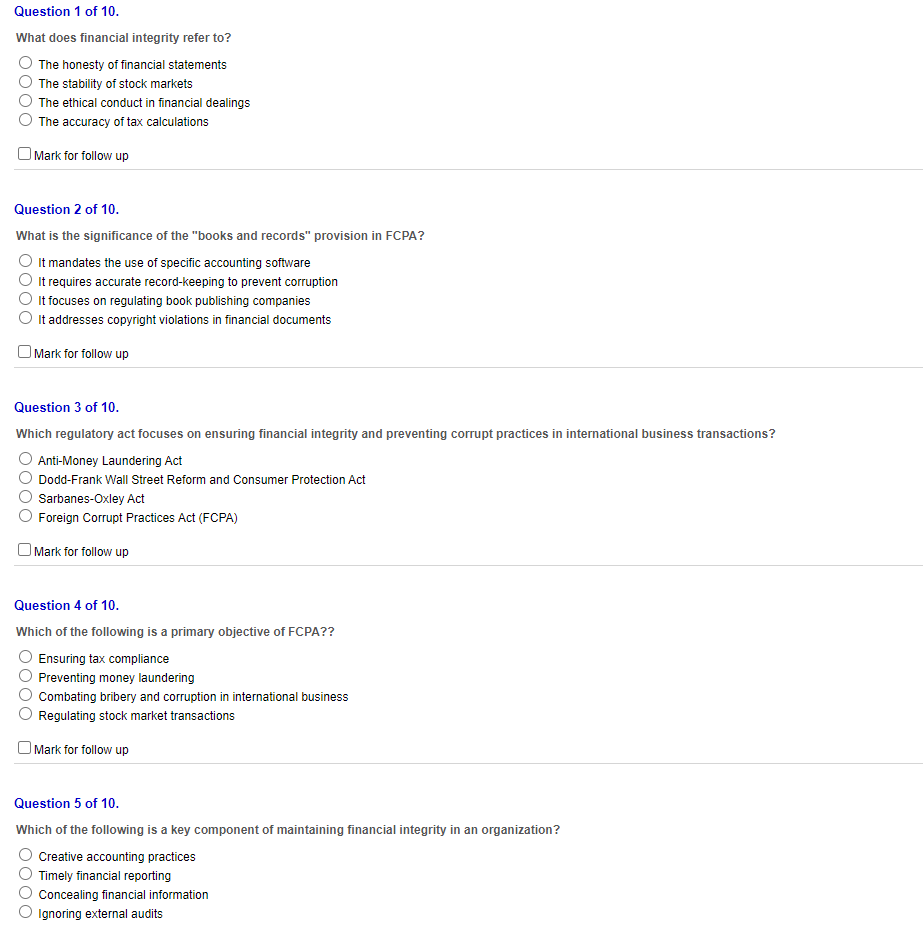 Question 1 of 10.
What does financial integrity refer to?
The honesty of financial statements
The stability of stock markets
The ethical conduct in financial dealings
The accuracy of tax calculations
Mark for follow up
Question 2 of 10.
What is the significance of the "books and records" provision in FCPA?
It mandates the use of specific accounting software
It requires accurate record-keeping to prevent corruption
It focuses on regulating book publishing companies
It addresses copyright violations in financial documents
Mark for follow up
Question 3 of 10.
Which regulatory act focuses on ensuring financial integrity and preventing corrupt practices in international business transactions?
Anti-Money Laundering Act
Dodd-Frank Wall Street Reform and Consumer Protection Act
Sarbanes-Oxley Act
Foreign Corrupt Practices Act (FCPA)
Mark for follow up
Question 4 of 10.
Which of the following is a primary objective of FCPA??
Ensuring tax compliance
Preventing money laundering
Combating bribery and corruption in international business
Regulating stock market transactions
Mark for follow up
Question 5 of 10.
Which of the following is a key component of maintaining financial integrity in an organization?
Creative accounting practices
Timely financial reporting
Concealing financial information
Ignoring external audits